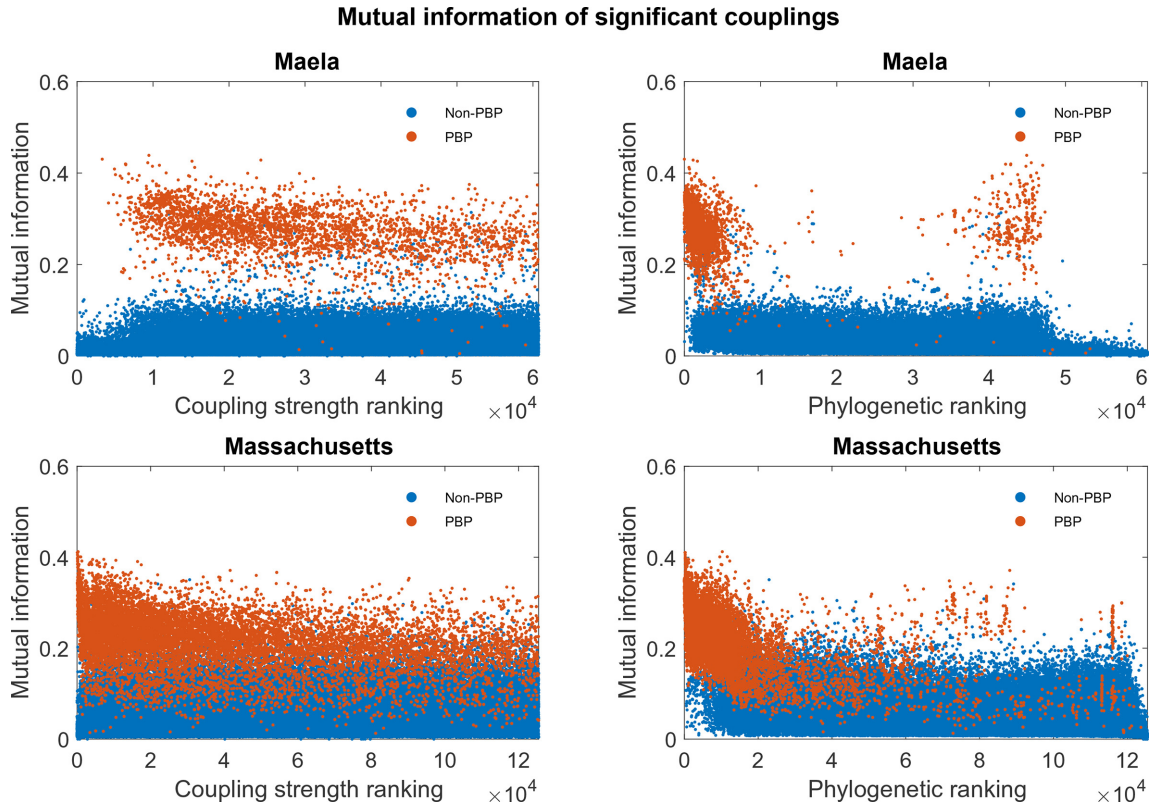 Mutual information of significant couplings
Maela
Mutual information
0.6
0.4
0.2
0
Non-PBP
PBP
0 1 2 3 4 5 6
Coupling strength ranking
×10^4
Maela
Mutual information
0.6
0.4
0.2
0
Non-PBP
PBP
0 1 2 3 4 5 6
Phylogenetic ranking
×10^4
Massachusetts
Mutual information
0.6
0.4
0.2
0
Non-PBP
PBP
0 2 4 6 8 10 12
Coupling strength ranking
×10^4
Massachusetts
Mutual information
0.6
0.4
0.2
0
Non-PBP
PBP
0 2 4 6 8 10 12
Phylogenetic ranking
×10^4